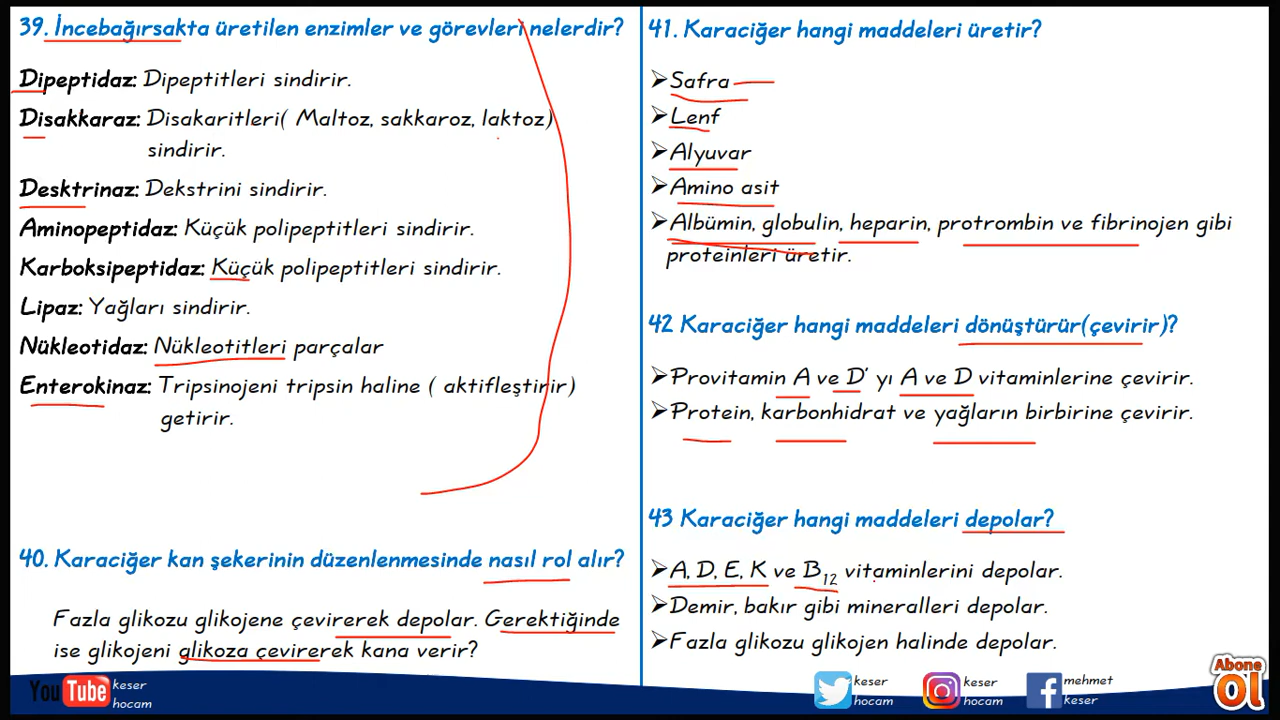 39. İncebağırsakta üretilen enzimler ve görevleri nelerdir?
Dipeptidaz: Dipeptitleri sindirir.
Disakkaraz: Disakaritleri( Maltoz, sakkaroz, laktoz)
sindirir.
Desktrinaz: Dekstrini sindirir.
Aminopeptidaz: Küçük polipeptitleri sindirir.
Karboksipeptidaz: Küçük polipeptitleri sindirir.
Lipaz: Yağları sindirir.
Nükleotidaz: Nükleotitleri parçalar
Enterokinaz: Tripsinojeni tripsin haline ( aktifleştirir)
getirir.
40. Karaciğer kan şekerinin düzenlenmesinde nasıl rol alır?
Fazla glikozu glikojene çevirerek depolar. Gerektiğinde
ise glikojeni glikoza çevirerek kana verir?
41. Karaciğer hangi maddeleri üretir?
➢Safra
➢Lenf
➢Alyuvar
➢Amino asit
➢Albümin, globulin, heparin, protrombin ve fibrinojen gibi
proteinleri üretir.
42 Karaciğer hangi maddeleri dönüştürür(çevirir)?
➢Provitamin A ve D' yı A ve D vitaminlerine çevirir.
➢Protein, karbonhidrat ve yağların birbirine çevirir.
43 Karaciğer hangi maddeleri depolar?
➢A, D, E, K ve B12 vitaminlerini depolar.
➢Demir, bakır gibi mineralleri depolar.
➢Fazla glikozu glikojen halinde depolar.
YouTube keser
hocam
keser
hocam
keser
hocam
mehmet
keser
Abone
OL